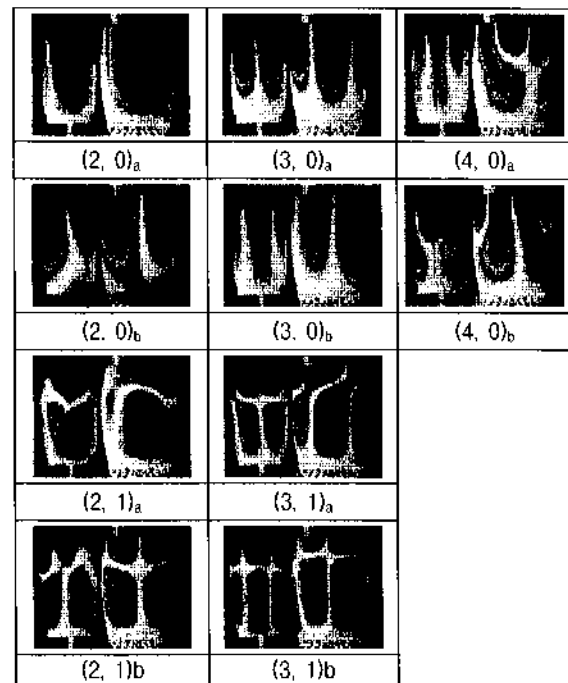 (2, 0)a (3, 0)a (4, 0)a
(2. 0)b (3, 0)b (4, 0)b
(2, 1)a (3, 1)a
(2, 1)b (3, 1)b